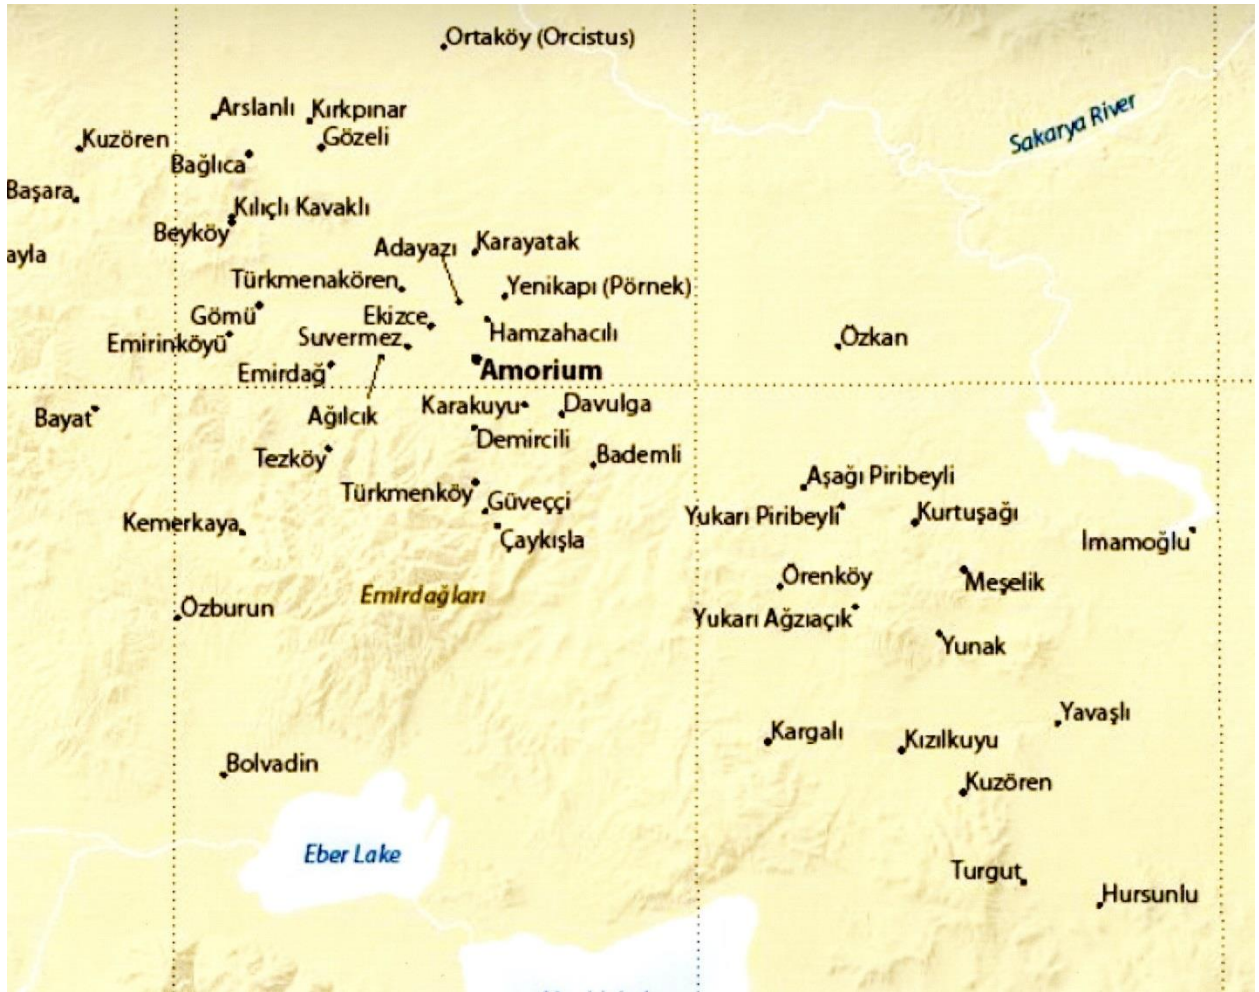 Ortaköy (Orcistus)
Arslanlı
Kırkpınar
Sakarya River
Kuzören
Gözeli
Bağlıca
Başara
Kılıçlı Kavaklı
Beyköy
Adayazı
Karayatak
ayla
Türkmenakören
Yenikapı (Pörnek)
Gömü
Ekizce
Hamzahacılı
Emirinköyü
Suvermez
Özkan
Emirdağ
Amorium
Bayat
Ağılcık
Karakuyu
Davulga
Demircili
Tezköy
Bademli
Aşağı Piribeyli
Türkmenköy
Güveççi
Yukarı Piribeyli
Kurtuşağı
Kemerkaya
Çaykışla
İmamoğlu
Örenköy
Meşelik
Emirdağları
Özburun
Yukarı Ağzıaçık
Yunak
Yavaşlı
Kargalı
Kızılkuyu
Bolvadin
Kuzören
Eber Lake
Turgut
Hursunlu